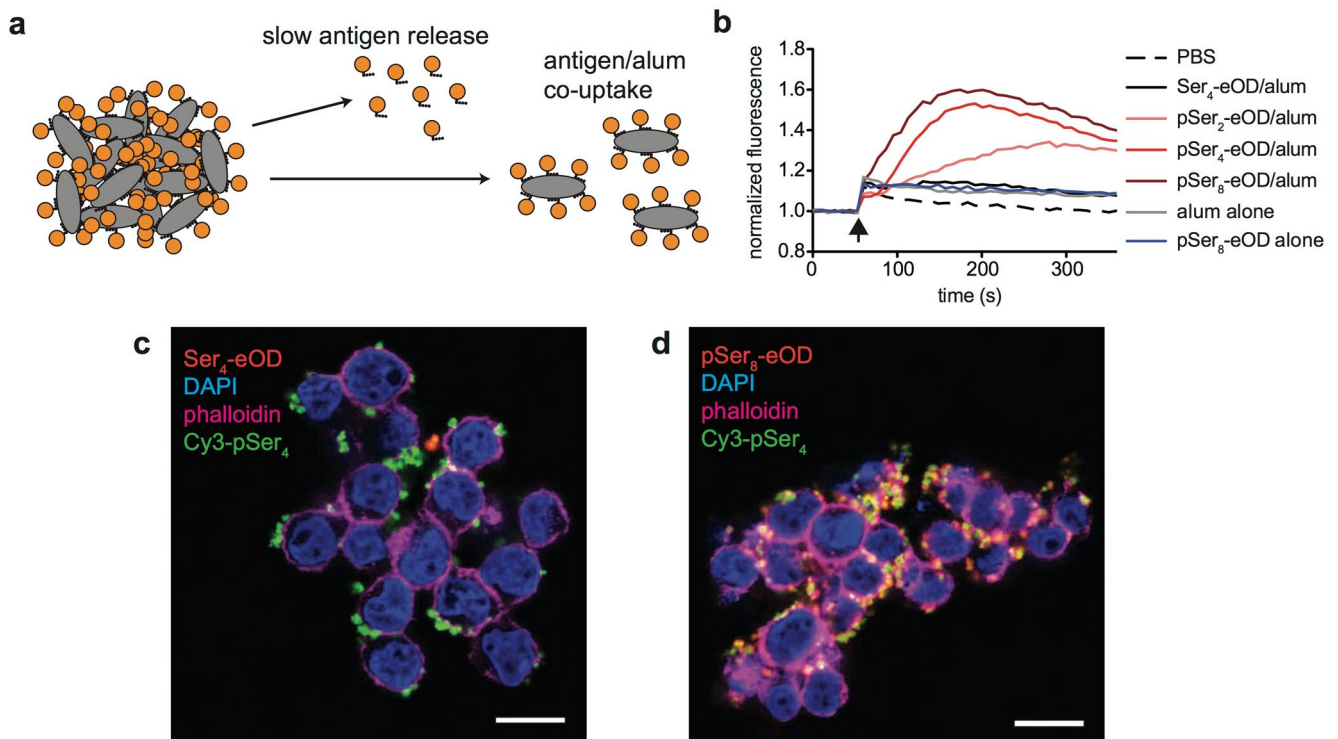 a
slow antigen release
antigen/alum
co-uptake
b
normalized fluorescence
1.8
1.6
1.4
1.2
1.0
0.8
0
100
200
300
time (s)
PBS
Ser₄-eOD/alum
pSer₂-eOD/alum
pSer₄-eOD/alum
pSer₈-eOD/alum
alum alone
pSer₈-eOD alone
c
Ser₄-eOD
DAPI
phalloidin
Cy3-pSer₄
d
pSer₈-eOD
DAPI
phalloidin
Cy3-pSer₄